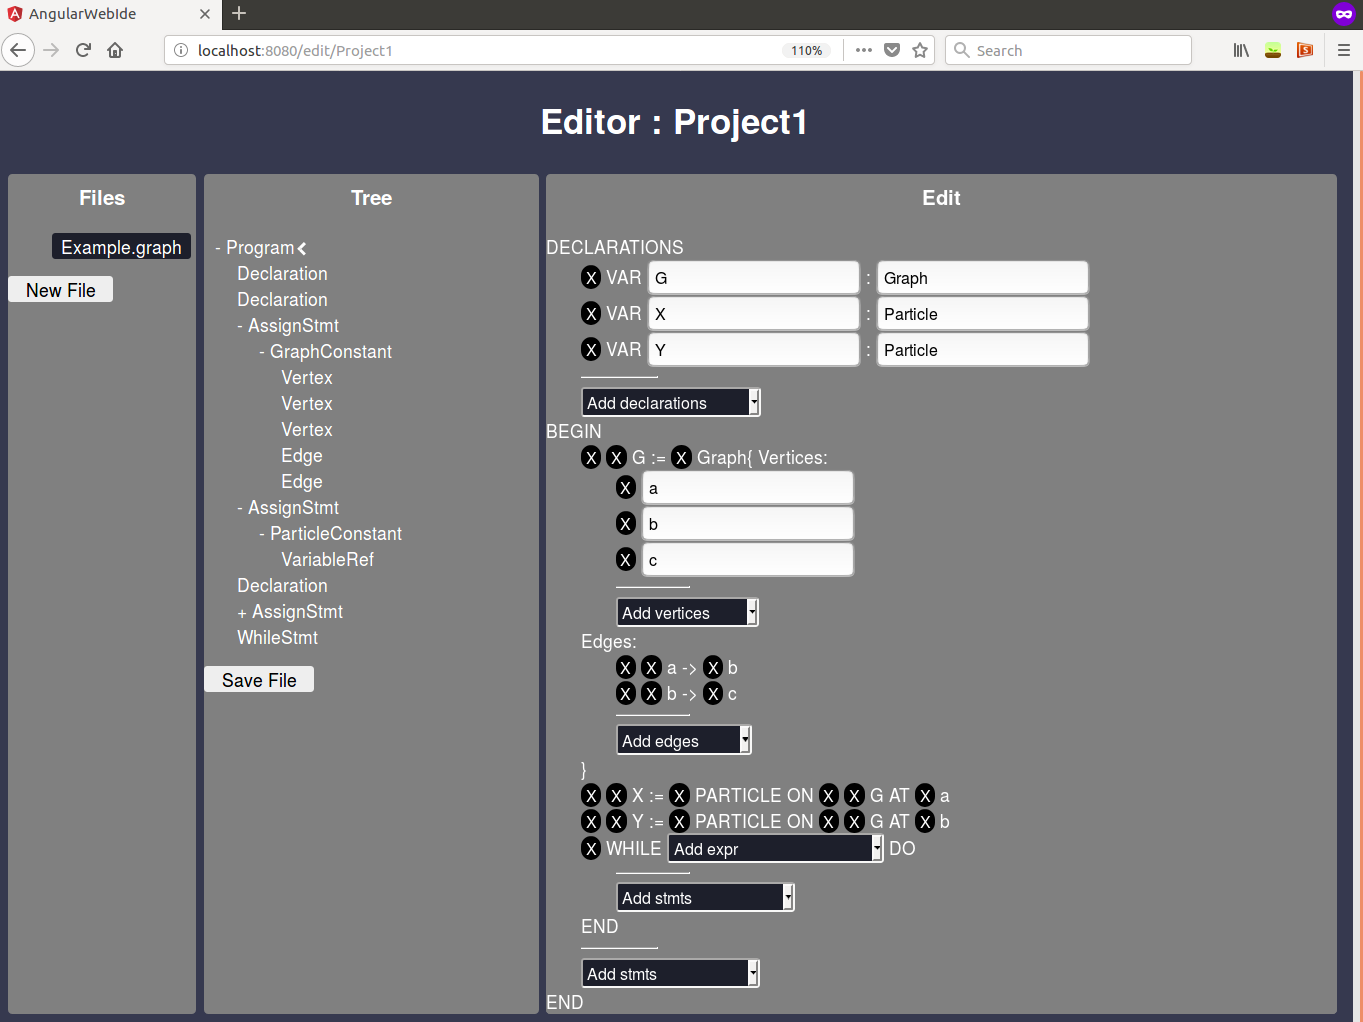 AngularWebIde
localhost:8080/edit/Project1
110%
Search
Editor : Project1
Files
Example.graph
New File
Tree
- Program
Declaration
Declaration
- AssignStmt
- GraphConstant
Vertex
Vertex
Vertex
Edge
Edge
- AssignStmt
- ParticleConstant
VariableRef
Declaration
+ AssignStmt
WhileStmt
Save File
Edit
DECLARATIONS
X VAR G : Graph
X VAR X : Particle
X VAR Y : Particle
Add declarations
BEGIN
X X G := X Graph{ Vertices:
X a
X b
X c
Add vertices
Edges:
X X a -> X b
X X b -> X c
Add edges
}
X X X := X PARTICLE ON X X G AT X a
X X Y := X PARTICLE ON X X G AT X b
X WHILE Add expr DO
Add stmts
END
Add stmts
END